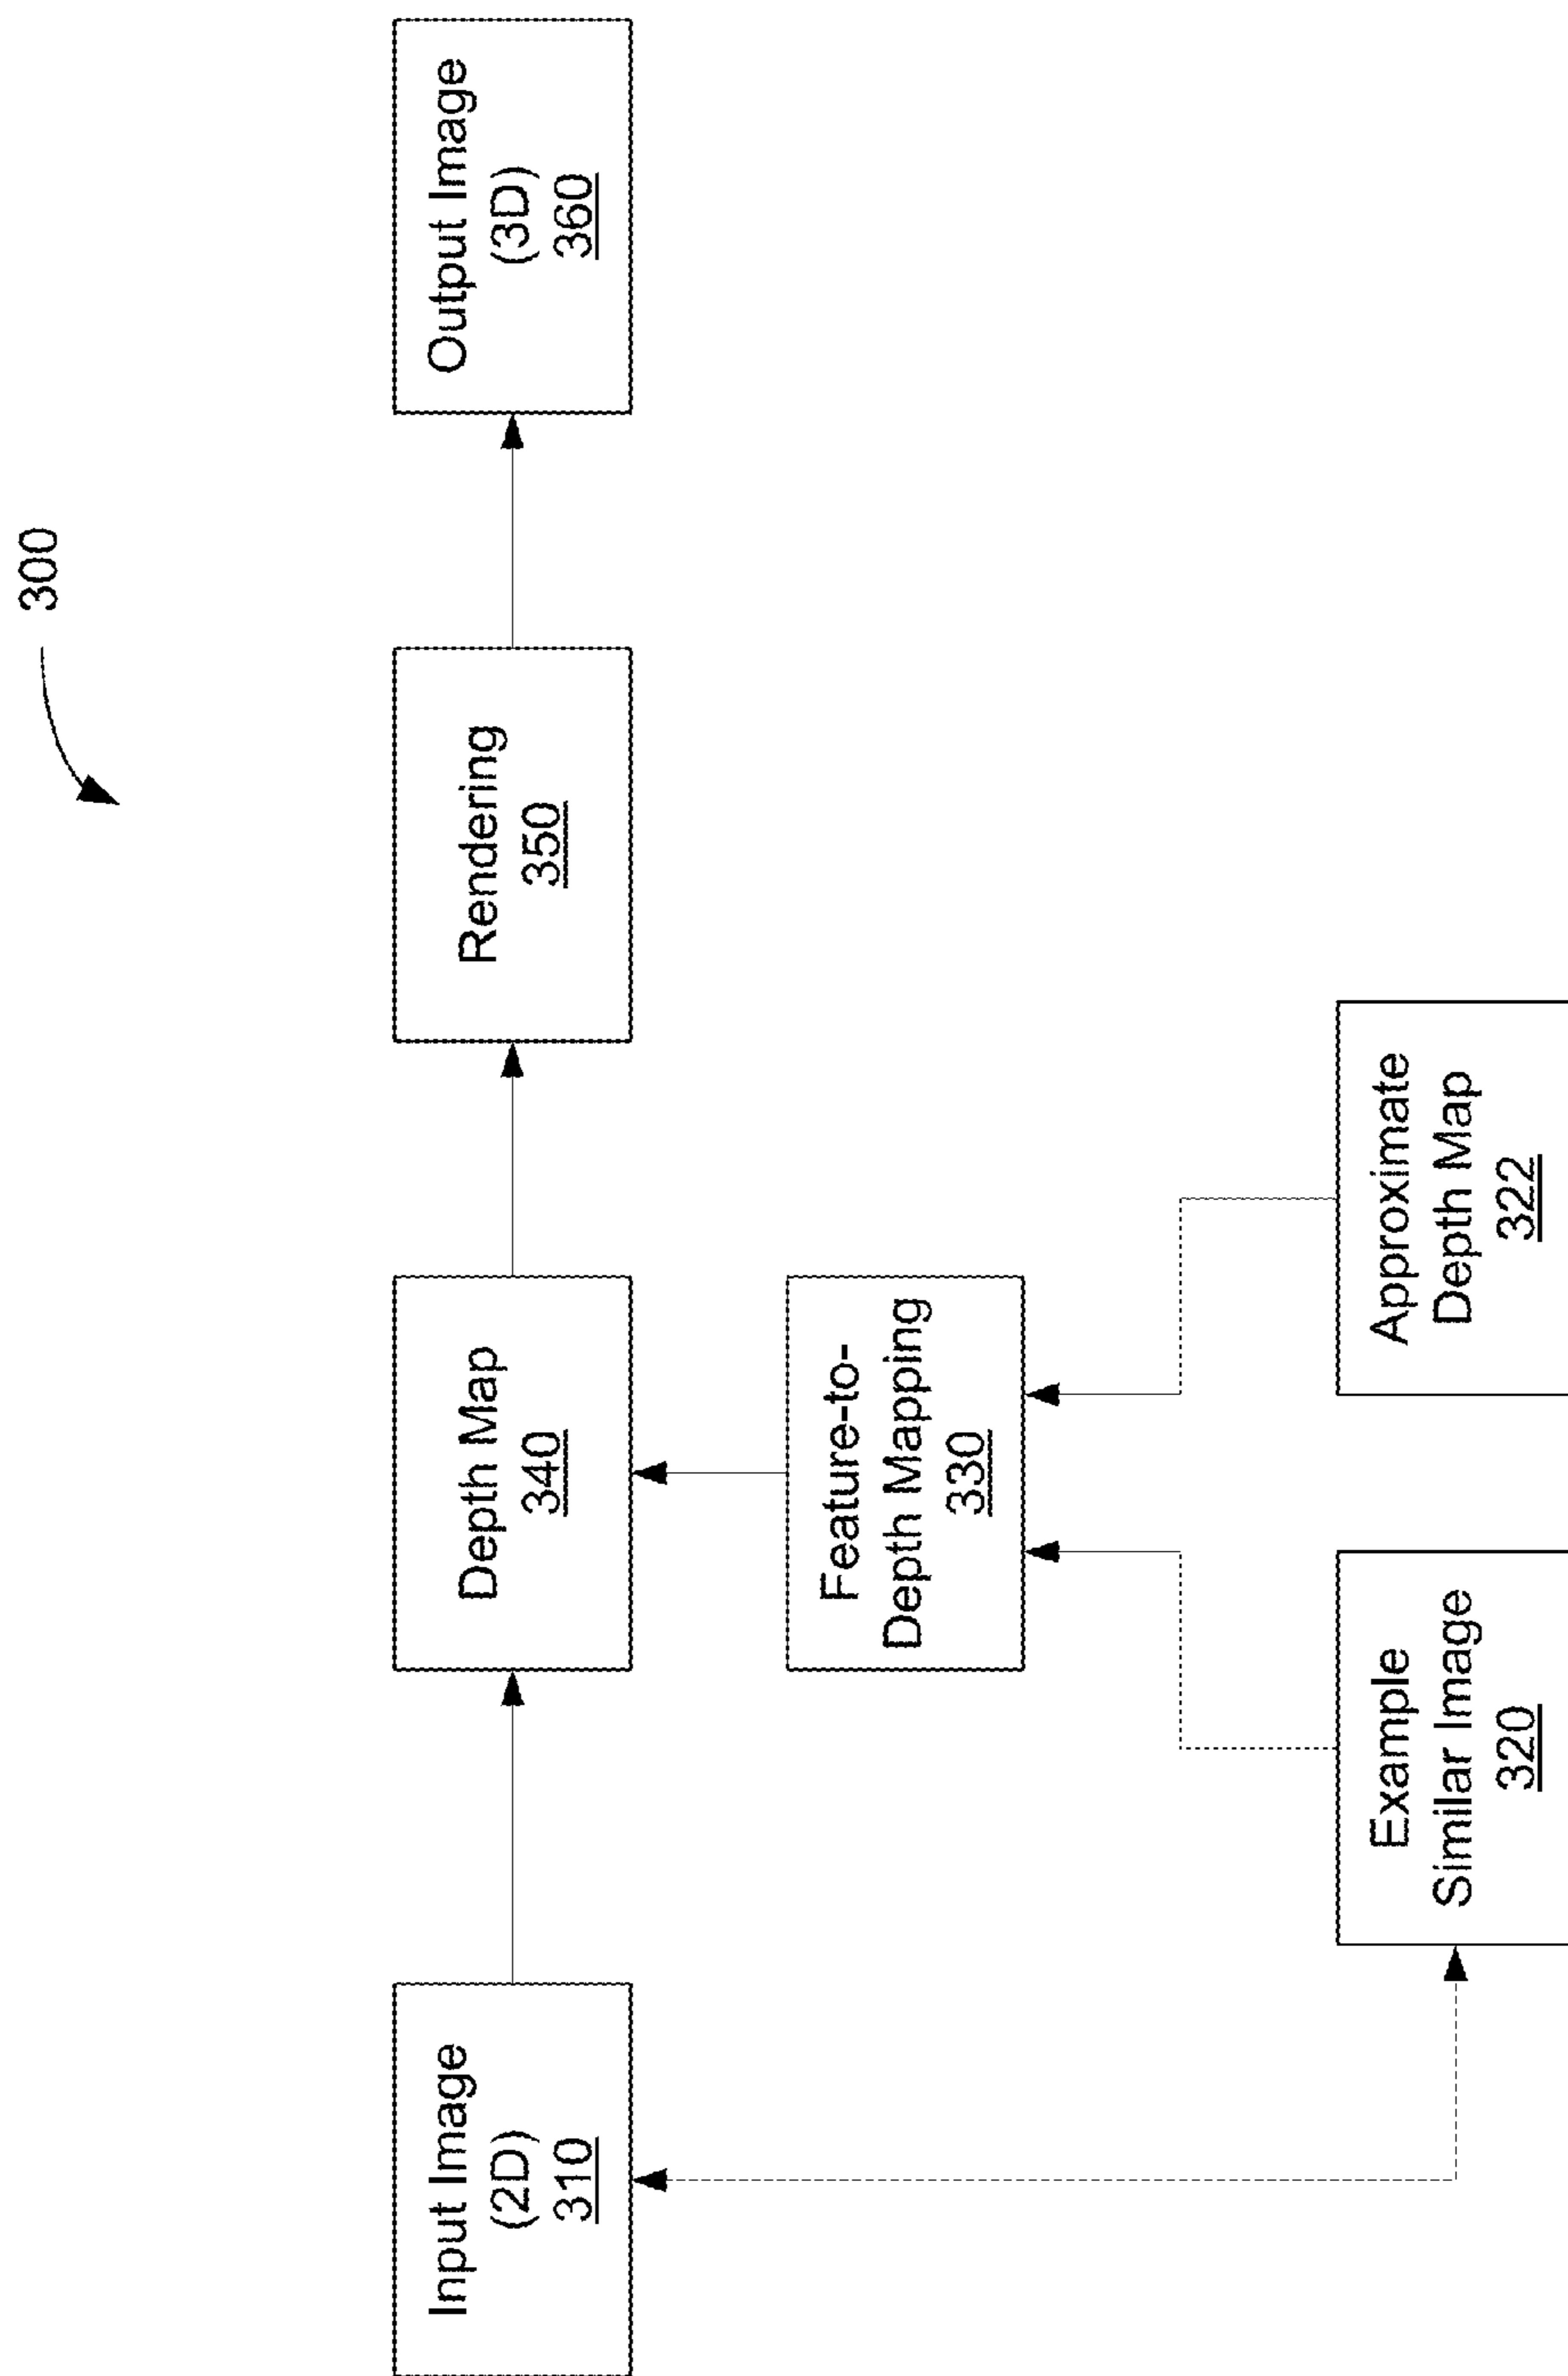 300
Input Image
(2D)
310
Depth Map
340
Rendering
350
Output Image
(3D)
360
Feature-to-
Depth Mapping
330
Example
Similar Image
320
Approximate
Depth Map
322